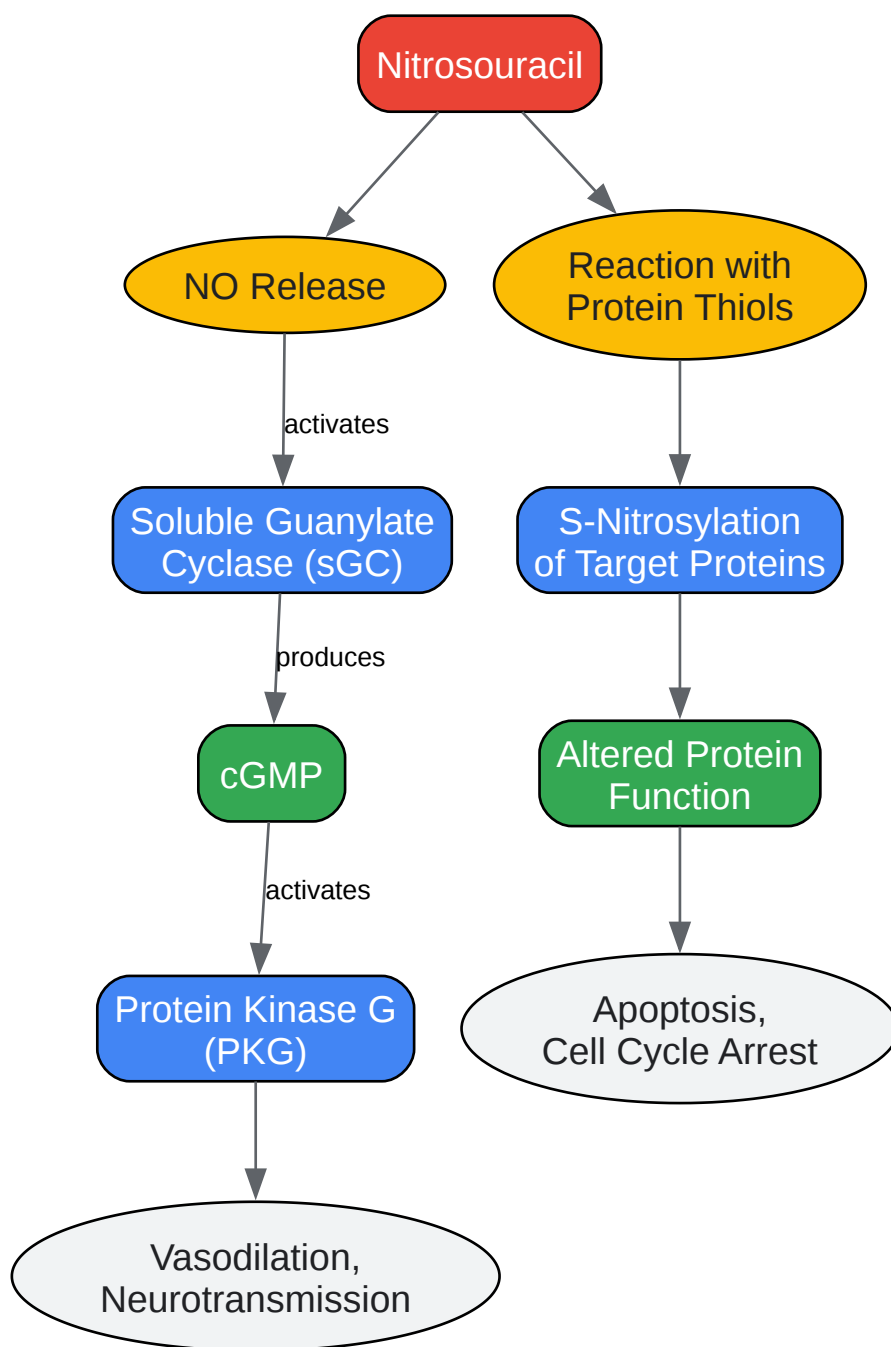 Nitrosouracil
NO Release
Reaction with
Protein Thiols
activates
Soluble Guanylate
Cyclase (sGC)
S-Nitrosylation
of Target Proteins
produces
cGMP
Altered Protein
Function
activates
Protein Kinase G
(PKG)
Apoptosis,
Cell Cycle Arrest
Vasodilation,
Neurotransmission